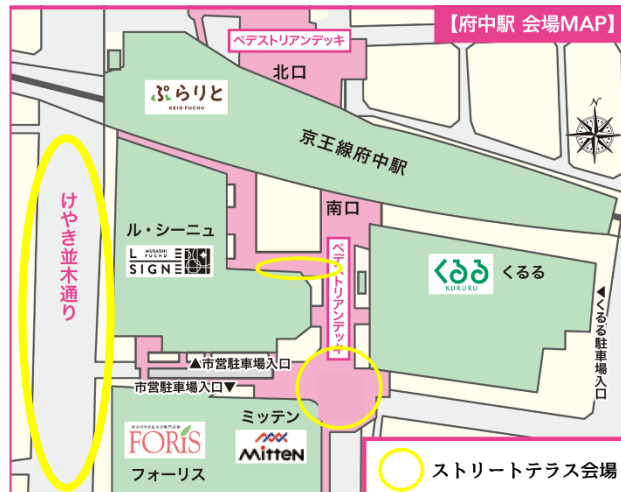 【府中駅 会場MAP】
ペデストリアンデッキ
北口
ぷらりと
KEIO FUCHU
京王線府中駅
N
けやき並木通り
南口
ル・シーニュ
MUSASHI
FUCHU
LE
SIGNE
ペデストリアンデッキ
くるる
KURURU
くるる
▲くるる駐車場入口
▲市営駐車場入口
市営駐車場入口▼
FORIS
フォーリス
ミッテン
MitteN
ストリートテラス会場